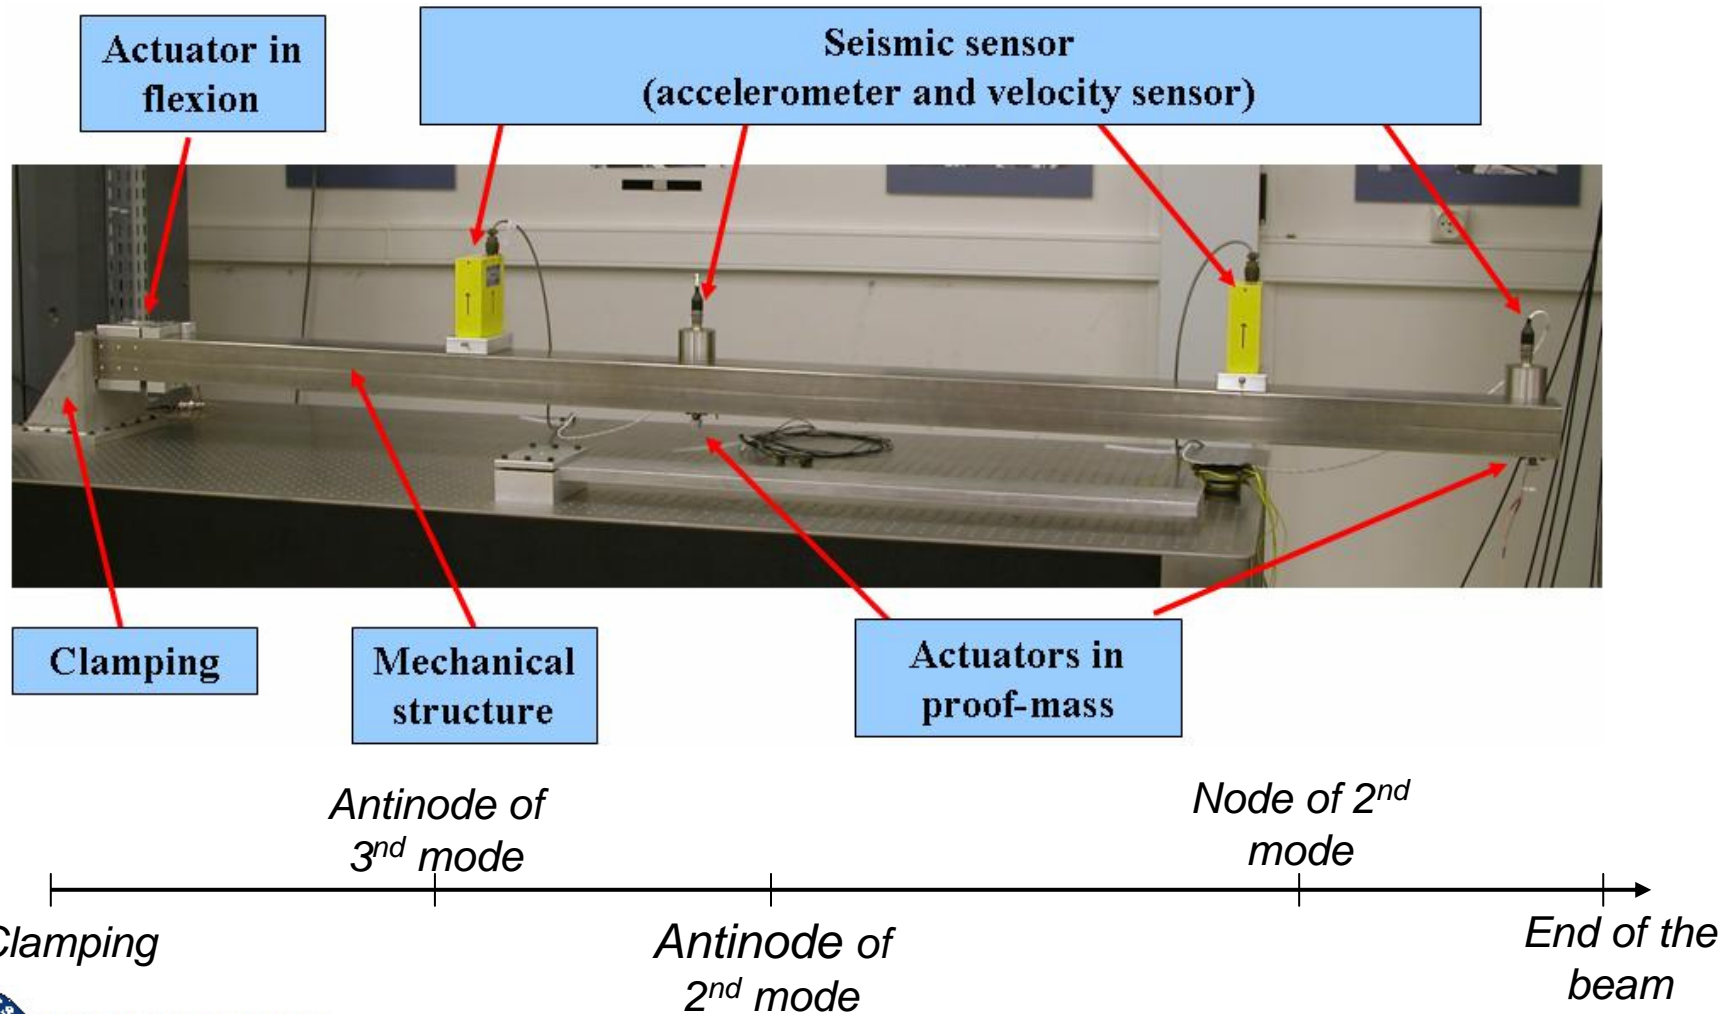 Actuator in
flexion
Seismic sensor
(accelerometer and velocity sensor)
Clamping
Mechanical
structure
Actuators in
proof-mass
Antinode of
3nd mode
Node of 2nd
mode
Clamping
Antinode of
2nd mode
End of the
beam